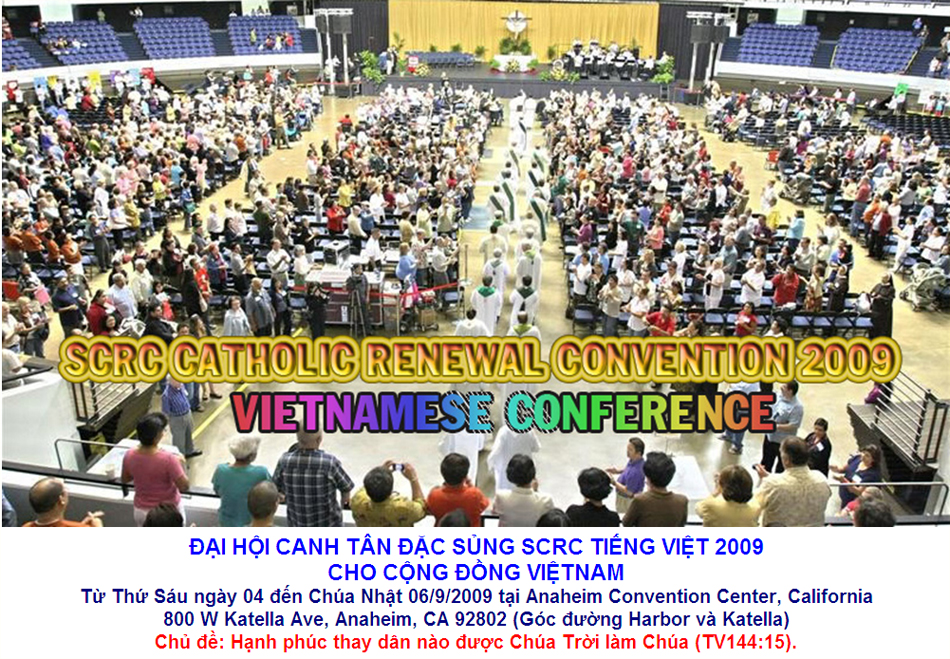 SCRC CATHOLIC RENEWAL CONVENTION 2009
VIETNAMESE CONFERENCE
ĐẠI HỘI CANH TÂN ĐẶC SỦNG SCRC TIẾNG VIỆT 2009
CHO CỘNG ĐỒNG VIỆTNAM
Từ Thứ Sáu ngày 04 đến Chúa Nhật 06/9/2009 tại Anaheim Convention Center, California
800 W Katella Ave, Anaheim, CA 92802 (Góc đường Harbor và Katella)
Chủ đề: Hạnh phúc thay dân nào được Chúa Trời làm Chúa (TV144:15).